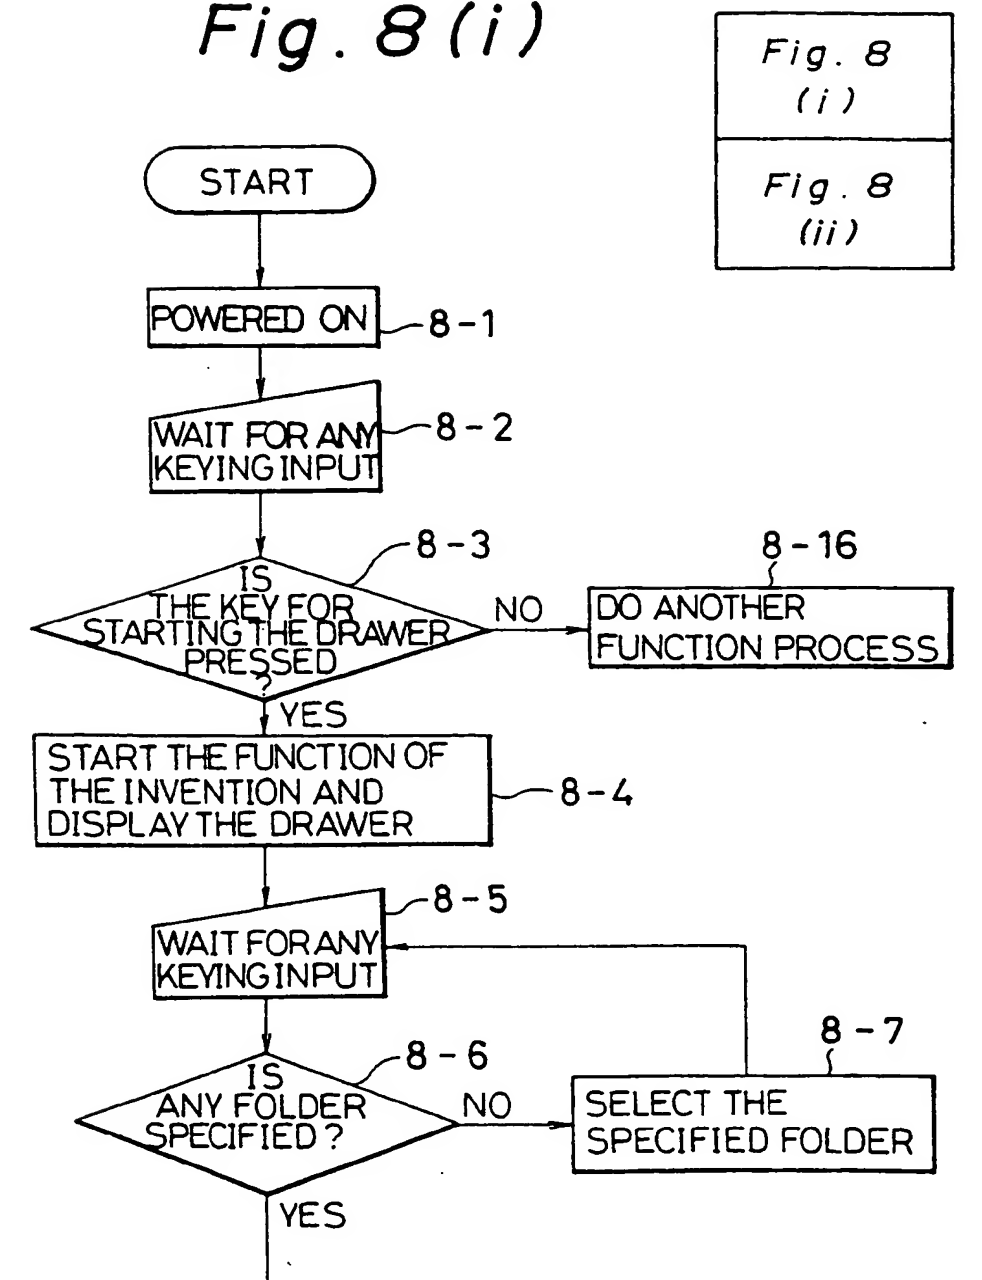 Fig. 8 (i)
Fig. 8
(i)
Fig. 8
(ii)
START
POWERED ON
8-1
WAIT FOR ANY
KEYING INPUT
8-2
8-3
IS
THE KEY FOR
STARTING THE DRAWER
PRESSED
?
NO
8-16
DO ANOTHER
FUNCTION PROCESS
YES
START THE FUNCTION OF
THE INVENTION AND
DISPLAY THE DRAWER
8-4
8-5
WAIT FOR ANY
KEYING INPUT
8-6
IS
ANY FOLDER
SPECIFIED?
NO
8-7
SELECT THE
SPECIFIED FOLDER
YES